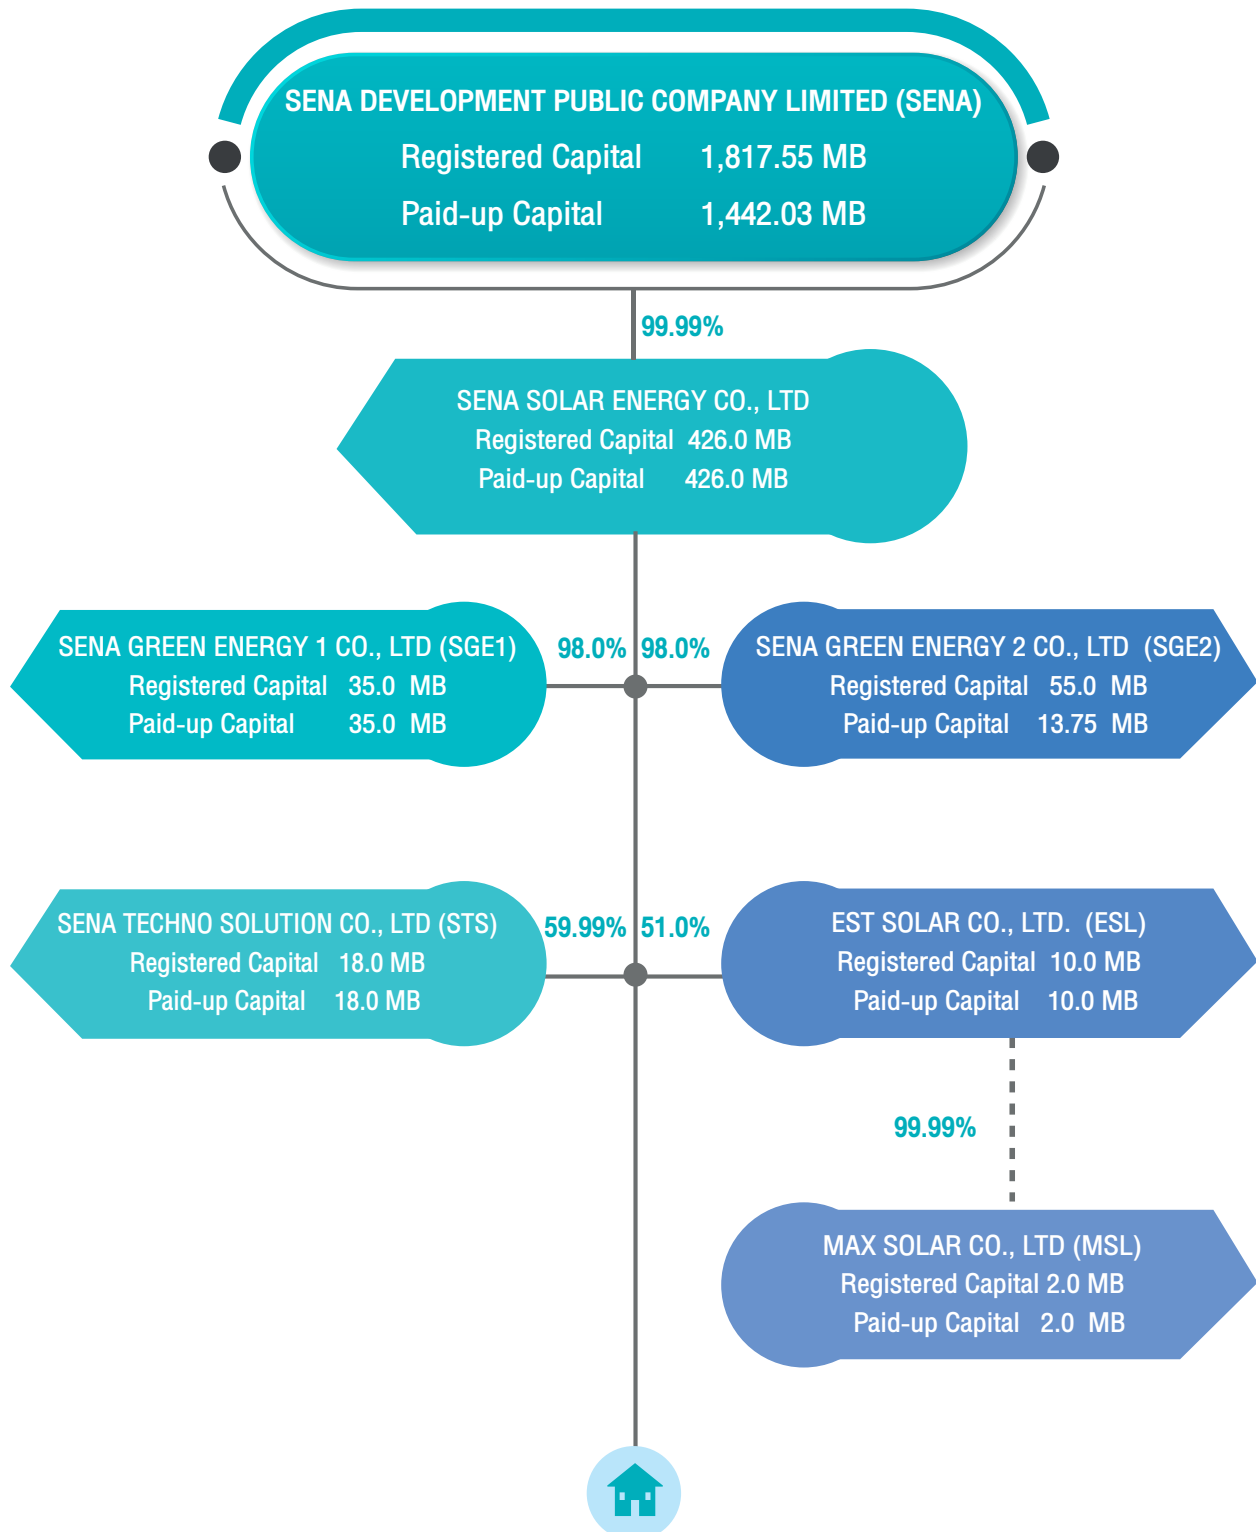 SENA DEVELOPMENT PUBLIC COMPANY LIMITED (SENA)
Registered Capital 1,817.55 MB
Paid-up Capital 1,442.03 MB
99.99%
SENA SOLAR ENERGY CO., LTD
Registered Capital 426.0 MB
Paid-up Capital 426.0 MB
SENA GREEN ENERGY 1 CO., LTD (SGE1)
Registered Capital 35.0 MB
Paid-up Capital 35.0 MB
98.0% 98.0%
SENA GREEN ENERGY 2 CO., LTD (SGE2)
Registered Capital 55.0 MB
Paid-up Capital 13.75 MB
SENA TECHNO SOLUTION CO., LTD (STS)
Registered Capital 18.0 MB
Paid-up Capital 18.0 MB
59.99% 51.0%
EST SOLAR CO., LTD. (ESL)
Registered Capital 10.0 MB
Paid-up Capital 10.0 MB
99.99%
MAX SOLAR CO., LTD (MSL)
Registered Capital 2.0 MB
Paid-up Capital 2.0 MB